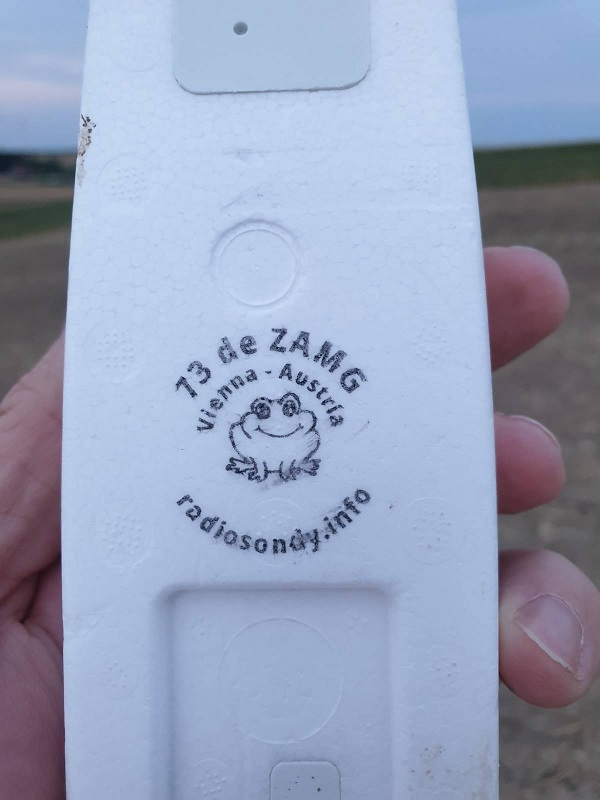 73 de ZAMG
Vienna - Austria
radiosondy.info